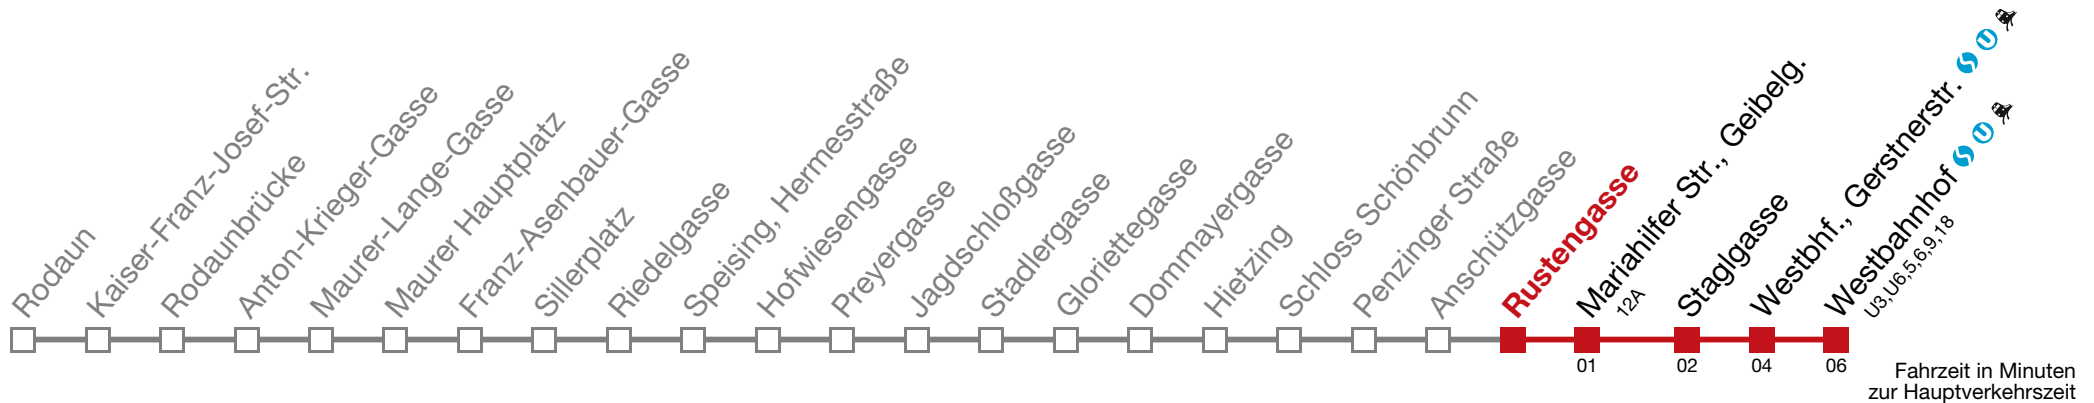 Rodaun
Kaiser-Franz-Josef-Str.
Rodaunbrücke
Anton-Krieger-Gasse
Maurer-Lange-Gasse
Maurer Hauptplatz
Franz-Asenbauer-Gasse
Sillerplatz
Riedelgasse
Speising, Hermesstraße
Hofwiesengasse
Preyergasse
Jagdschloßgasse
Stadlergasse
Gloriettegasse
Dommayergasse
Hietzing
Schloss Schönbrunn
Penzinger Straße
Anschützgasse
Rustengasse
Mariahilfer Str., Geibelg.
12A
Staglgasse
Westbhf., Gerstnerstr. S U
Westbahnhof S U
U3,U6,5,6,9,18
01
02
04
06
Fahrzeit in Minuten
zur Hauptverkehrszeit